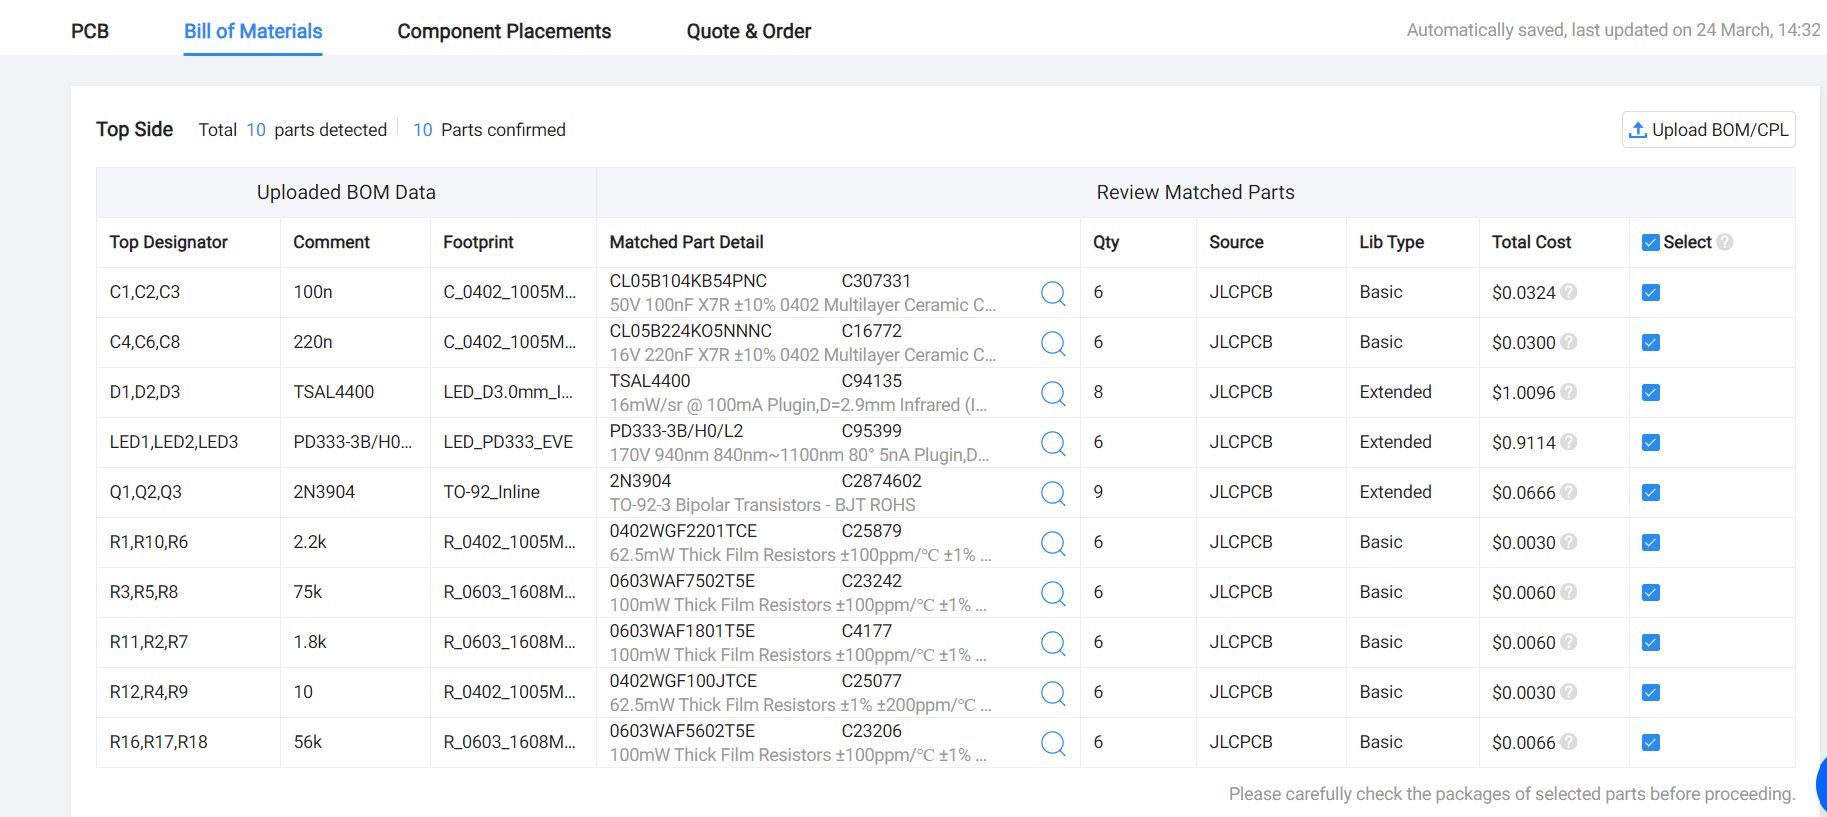 PCB Bill of Materials Component Placements Quote & Order Automatically saved, last updated on 24 March, 14:32
Top Side Total 10 parts detected 10 Parts confirmed Upload BOM/CPL
Uploaded BOM Data Review Matched Parts
Top Designator Comment Footprint Matched Part Detail Qty Source Lib Type Total Cost Select ?
C1,C2,C3 100n C_0402_1005M... CL05B104KB54PNC C307331 6 JLCPCB Basic $0.0324 ?
50V 100nF X7R ±10% 0402 Multilayer Ceramic C...
C4,C6,C8 220n C_0402_1005M... CL05B224KO5NNNC C16772 6 JLCPCB Basic $0.0300 ?
16V 220nF X7R ±10% 0402 Multilayer Ceramic C...
D1,D2,D3 TSAL4400 LED_D3.0mm_I... TSAL4400 C94135 8 JLCPCB Extended $1.0096 ?
16mW/sr @ 100mA Plugin,D=2.9mm Infrared (I...
LED1,LED2,LED3 PD333-3B/H0... LED_PD333_EVE PD333-3B/H0/L2 C95399 6 JLCPCB Extended $0.9114 ?
170V 940nm 840nm~1100nm 80° 5nA Plugin,D...
Q1,Q2,Q3 2N3904 TO-92_Inline 2N3904 C2874602 9 JLCPCB Extended $0.0666 ?
TO-92-3 Bipolar Transistors - BJT ROHS
R1,R10,R6 2.2k R_0402_1005M... 0402WGF2201TCE C25879 6 JLCPCB Basic $0.0030 ?
62.5mW Thick Film Resistors ±100ppm/℃ ±1% ...
R3,R5,R8 75k R_0603_1608M... 0603WAF7502T5E C23242 6 JLCPCB Basic $0.0060 ?
100mW Thick Film Resistors ±100ppm/℃ ±1% ...
R11,R2,R7 1.8k R_0603_1608M... 0603WAF1801T5E C4177 6 JLCPCB Basic $0.0060 ?
100mW Thick Film Resistors ±100ppm/℃ ±1% ...
R12,R4,R9 10 R_0402_1005M... 0402WGF100JTCE C25077 6 JLCPCB Basic $0.0030 ?
62.5mW Thick Film Resistors ±1% ±200ppm/℃ ...
R16,R17,R18 56k R_0603_1608M... 0603WAF5602T5E C23206 6 JLCPCB Basic $0.0066 ?
100mW Thick Film Resistors ±100ppm/℃ ±1% ...
Please carefully check the packages of selected parts before proceeding.